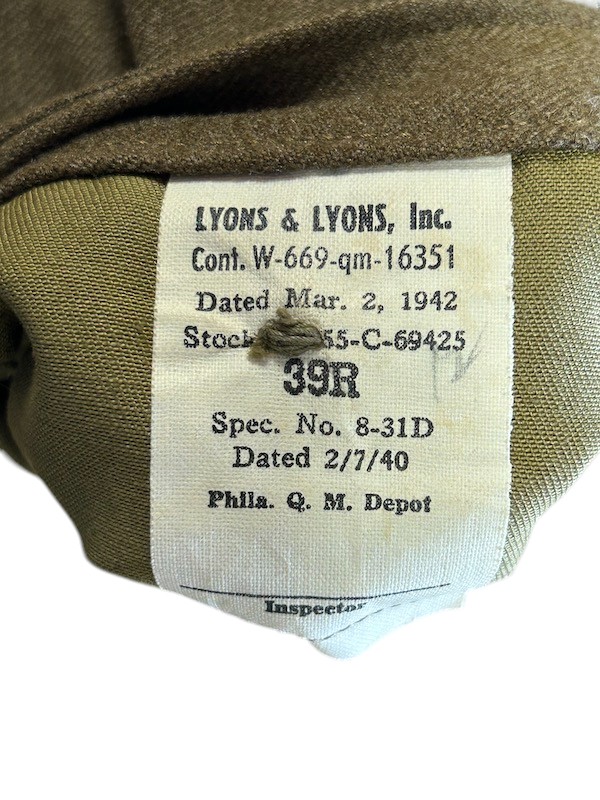 LYONS & LYONS, Inc.
Cont. W-669-qm-16351
Dated Mar. 2, 1942
Stock 55-C-69425
39R
Spec. No. 8-31D
Dated 2/7/40
Phila. Q. M. Depot
Inspector